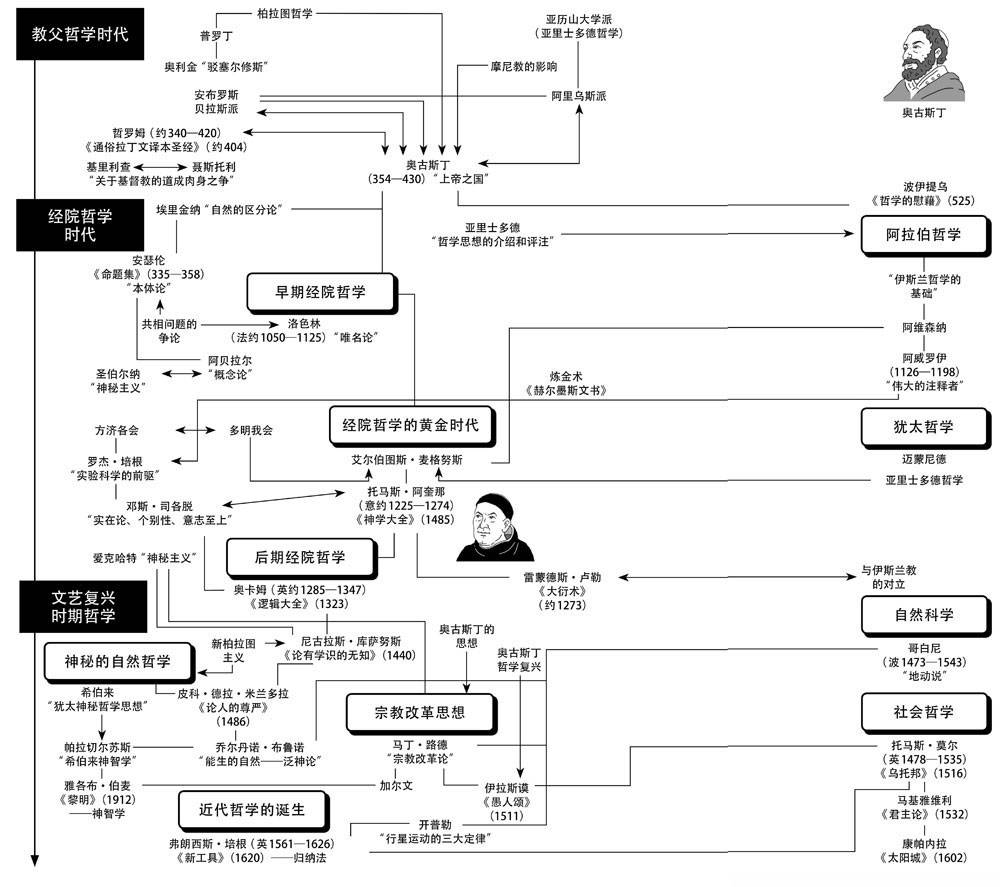 教父哲学时代
柏拉图哲学
普罗丁
奥利金“驳塞尔修斯”
亚历山大学派
（亚里士多德哲学）
摩尼教的影响
安布罗斯
贝拉斯派
阿里乌斯派
奥古斯丁
哲罗姆（约340—420）
《通俗拉丁文译本圣经》（约404）
基里利查
聂斯托利
“关于基督教的道成肉身之争”
奥古斯丁
（354—430）“上帝之国”
波伊提乌
《哲学的慰藉》（525）
经院哲学
时代
埃里金纳“自然的区分论”
亚里士多德
“哲学思想的介绍和评注”
阿拉伯哲学
安瑟伦
《命题集》（335—358）
“本体论”
早期经院哲学
“伊斯兰哲学的
基础”
共相问题的
争论
洛色林
（法约1050—1125）“唯名论”
阿维森纳
圣伯尔纳
“神秘主义”
阿贝拉尔
“概念论”
炼金术
《赫尔墨斯文书》
阿威罗伊
（1126—1198）
“伟大的注释者”
经院哲学的黄金时代
犹太哲学
方济各会
多明我会
罗杰·培根
“实验科学的前驱”
艾尔伯图斯·麦格努斯
迈蒙尼德
亚里士多德哲学
邓斯·司各脱
“实在论、个别性、意志至上”
托马斯·阿奎那
（意约1225—1274）
《神学大全》（1485）
爱克哈特“神秘主义”
后期经院哲学
奥卡姆（英约1285—1347）
《逻辑大全》（1323）
雷蒙德斯·卢勒
《大衍术》
（约1273）
与伊斯兰教
的对立
文艺复兴
时期哲学
自然科学
新柏拉图
主义
尼古拉斯·库萨努斯
《论有学识的无知》（1440）
奥古斯丁的
思想
奥古斯丁
哲学复兴
哥白尼
（波1473—1543）
“地动说”
神秘的自然哲学
希伯来
“犹太神秘哲学思想”
皮科·德拉·米兰多拉
《论人的尊严》
（1486）
宗教改革思想
社会哲学
帕拉切尔苏斯
“希伯来神智学”
乔尔丹诺·布鲁诺
“能生的自然——泛神论”
马丁·路德
“宗教改革论”
托马斯·莫尔
（英1478—1535）
《乌托邦》（1516）
雅各布·伯麦
《黎明》（1912）
——神智学
加尔文
伊拉斯谟
《愚人颂》
（1511）
马基雅维利
《君主论》（1532）
近代哲学的诞生
开普勒
“行星运动的三大定律”
弗朗西斯·培根（英1561—1626）
《新工具》（1620）——归纳法
康帕内拉
《太阳城》（1602）